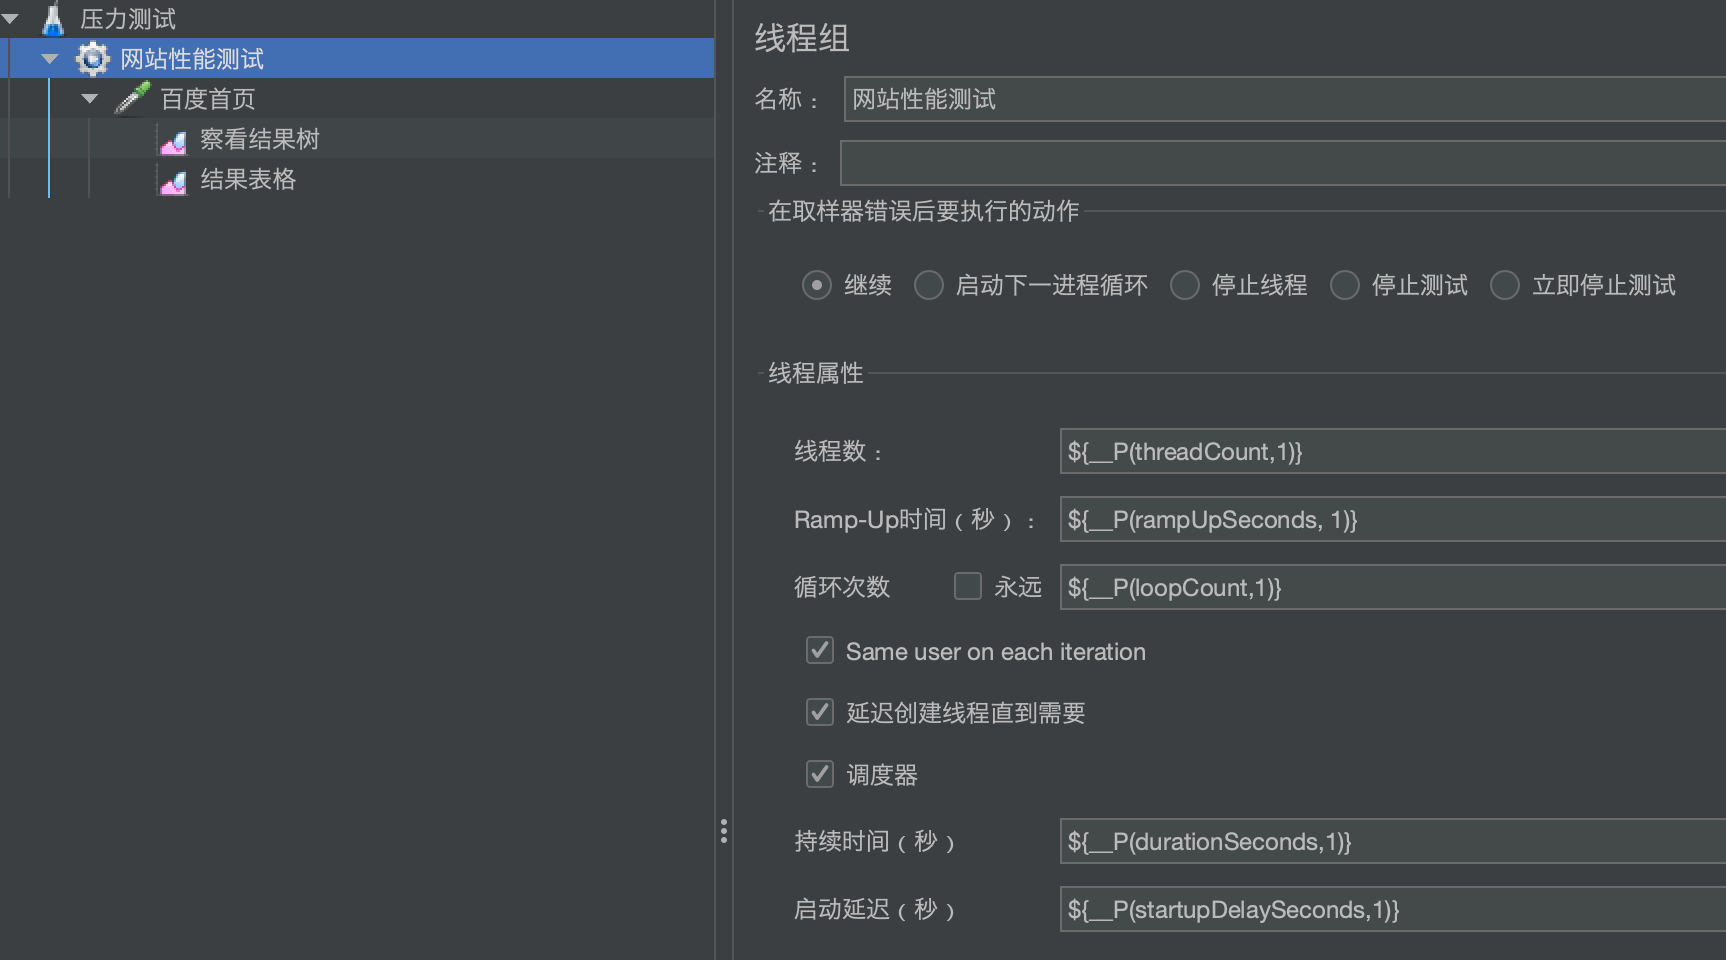 压力测试
网站性能测试
百度首页
察看结果树
结果表格
线程组
名称：
网站性能测试
注释：
在取样器错误后要执行的动作
继续 启动下一进程循环 停止线程 停止测试 立即停止测试
线程属性
线程数： ${__P(threadCount,1)}
Ramp-Up时间（秒）： ${__P(rampUpSeconds, 1)}
循环次数 永远 ${__P(loopCount,1)}
Same user on each iteration
延迟创建线程直到需要
调度器
持续时间（秒） ${__P(durationSeconds,1)}
启动延迟（秒） ${__P(startupDelaySeconds,1)}